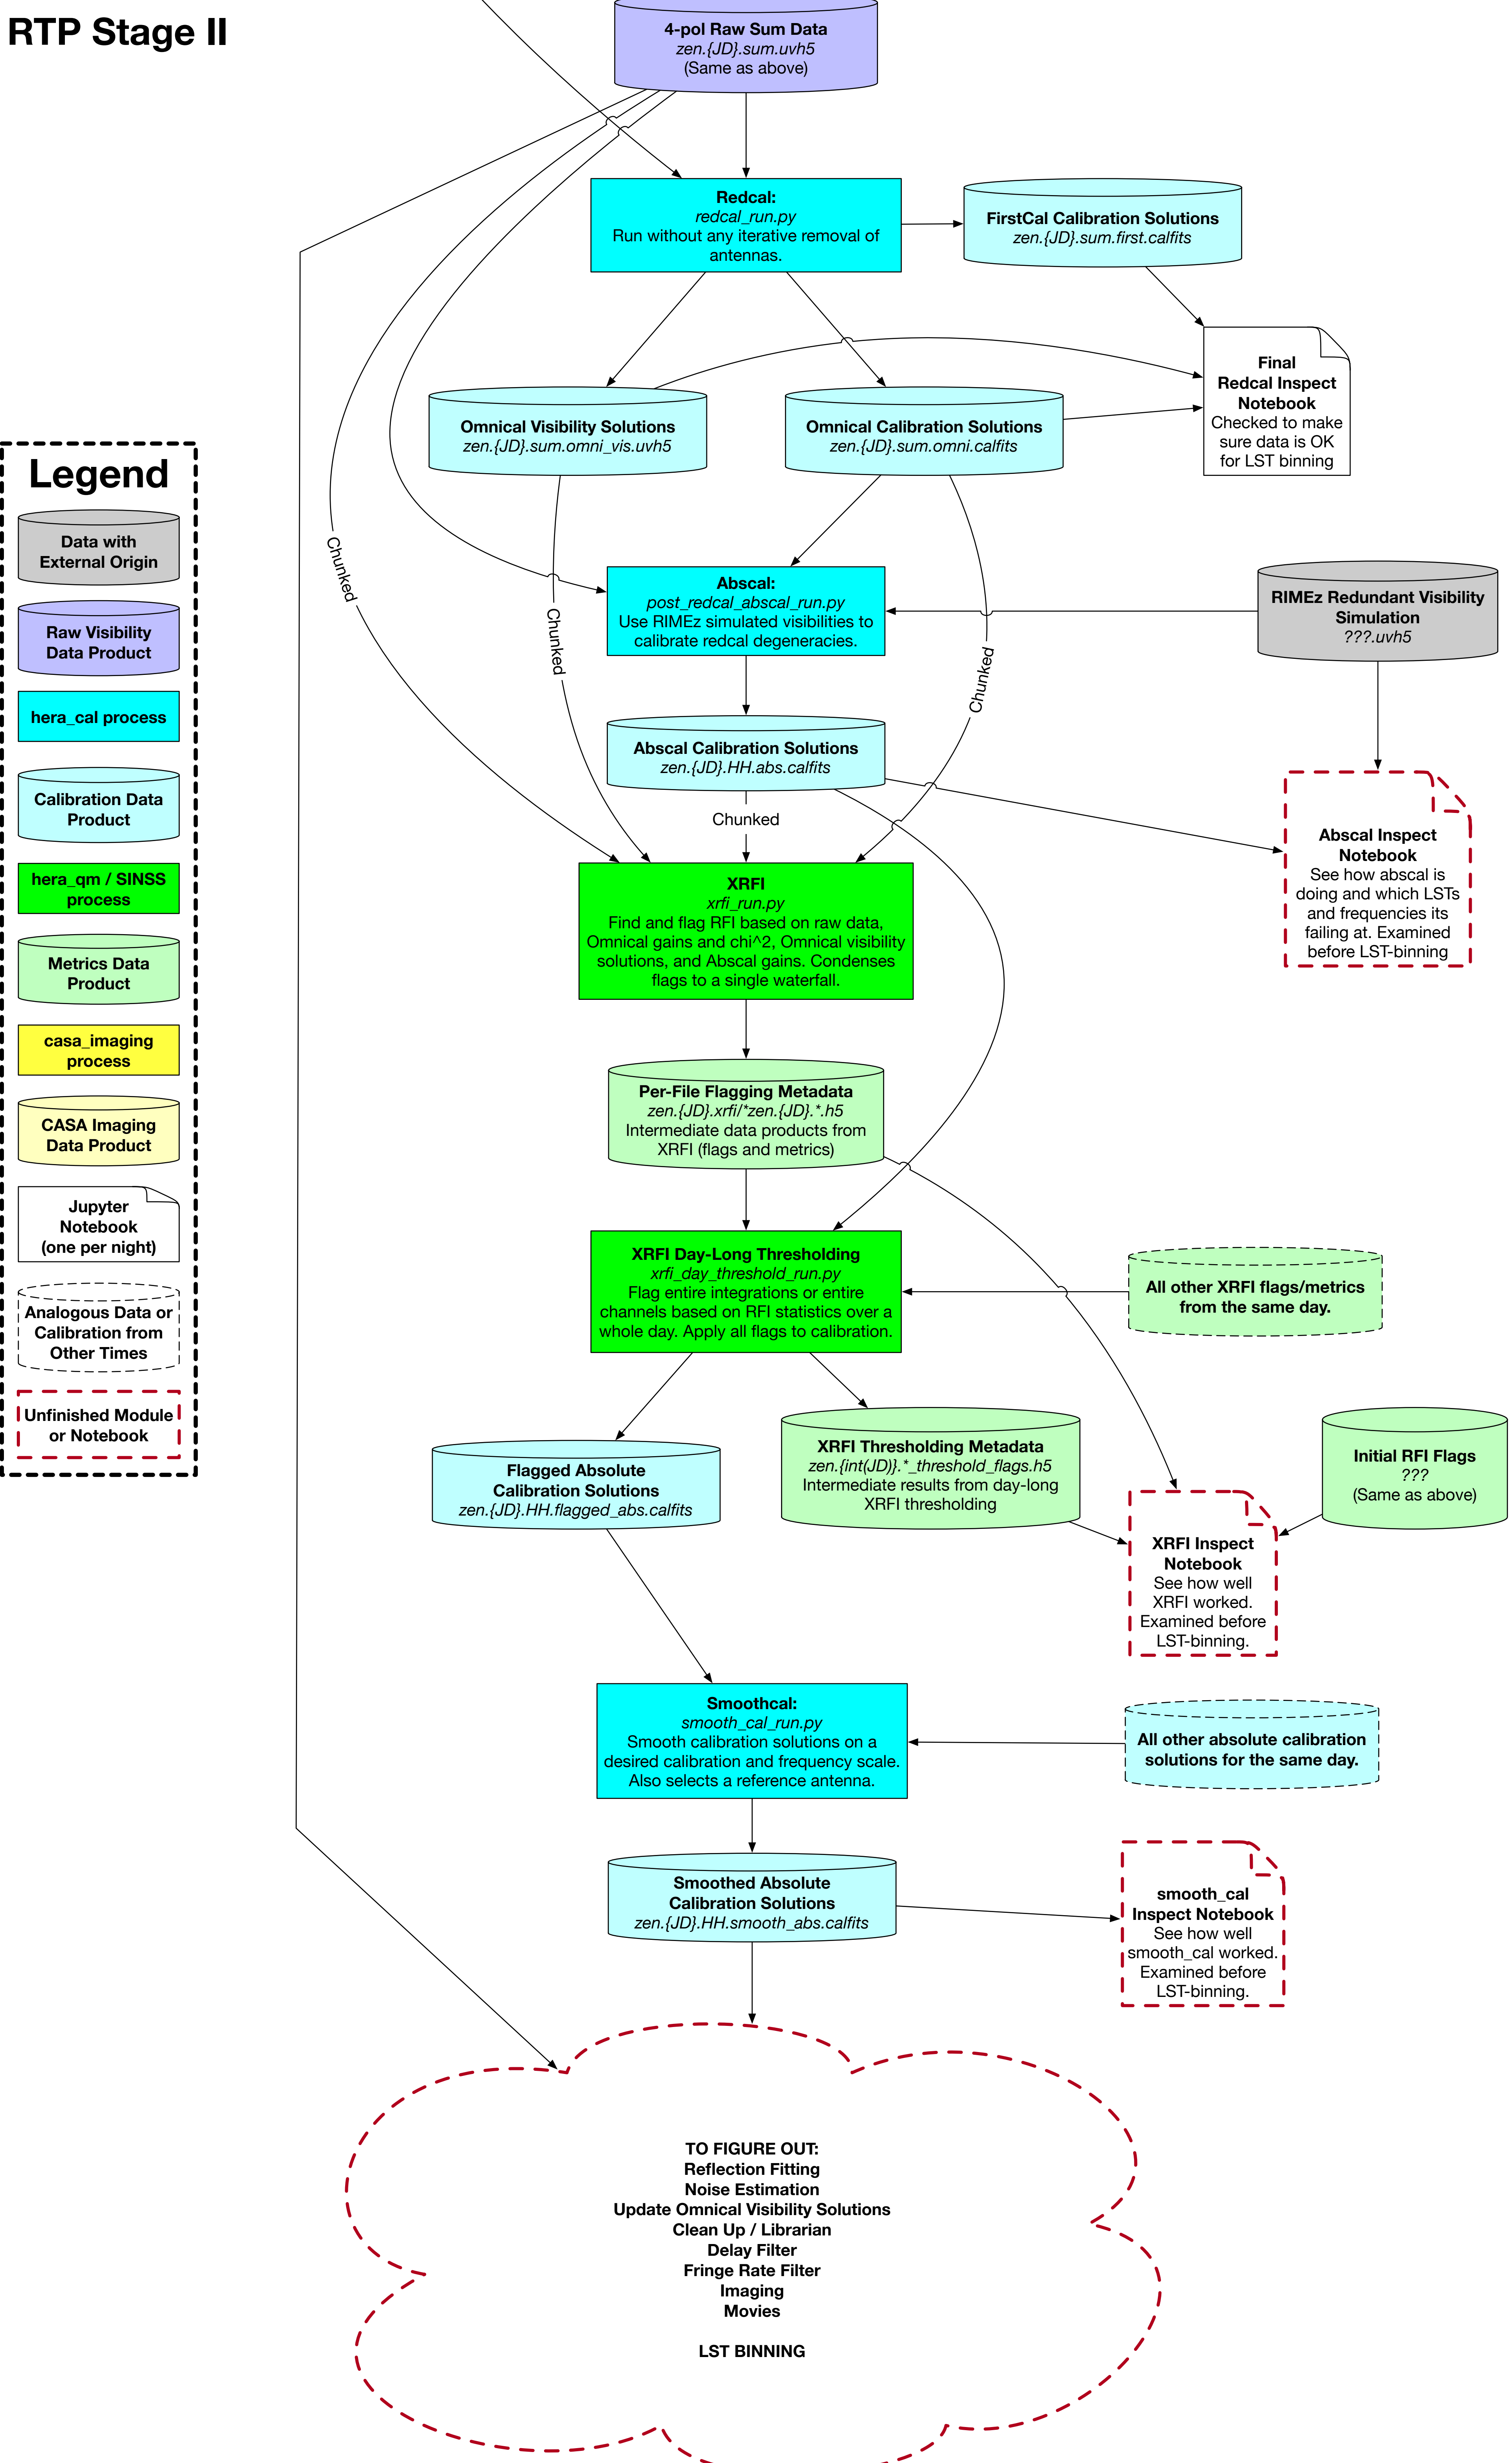 RTP Stage II
4-pol Raw Sum Data
zen.{JD}.sum.uvh5
(Same as above)
Redcal:
redcal_run.py
Run without any iterative removal of
antennas.
FirstCal Calibration Solutions
zen.{JD}.sum.first.calfits
Final
Redcal Inspect
Notebook
Checked to make
sure data is OK
for LST binning
Omnical Visibility Solutions
zen.{JD}.sum.omni_vis.uvh5
Omnical Calibration Solutions
zen.{JD}.sum.omni.calfits
Legend
Data with
External Origin
Raw Visibility
Data Product
hera_cal process
Calibration Data
Product
hera_qm / SINSS
process
Metrics Data
Product
casa_imaging
process
CASA Imaging
Data Product
Jupyter
Notebook
(one per night)
Analogous Data or
Calibration from
Other Times
Unfinished Module
or Notebook
Chunked
Chunked
Chunked
Abscal:
post_redcal_abscal_run.py
Use RIMEz simulated visibilities to
calibrate redcal degeneracies.
RIMEz Redundant Visibility
Simulation
???.uvh5
Abscal Calibration Solutions
zen.{JD}.HH.abs.calfits
Chunked
Abscal Inspect
Notebook
See how abscal is
doing and which LSTs
and frequencies its
failing at. Examined
before LST-binning
XRFI
xrfi_run.py
Find and flag RFI based on raw data,
Omnical gains and chi^2, Omnical visibility
solutions, and Abscal gains. Condenses
flags to a single waterfall.
Per-File Flagging Metadata
zen.{JD}.xrfi/*zen.{JD}.*.h5
Intermediate data products from
XRFI (flags and metrics)
XRFI Day-Long Thresholding
xrfi_day_threshold_run.py
Flag entire integrations or entire
channels based on RFI statistics over a
whole day. Apply all flags to calibration.
All other XRFI flags/metrics
from the same day.
Flagged Absolute
Calibration Solutions
zen.{JD}.HH.flagged_abs.calfits
XRFI Thresholding Metadata
zen.{int(JD)}.*_threshold_flags.h5
Intermediate results from day-long
XRFI thresholding
Initial RFI Flags
???
(Same as above)
XRFI Inspect
Notebook
See how well
XRFI worked.
Examined before
LST-binning.
Smoothcal:
smooth_cal_run.py
Smooth calibration solutions on a
desired calibration and frequency scale.
Also selects a reference antenna.
All other absolute calibration
solutions for the same day.
Smoothed Absolute
Calibration Solutions
zen.{JD}.HH.smooth_abs.calfits
smooth_cal
Inspect Notebook
See how well
smooth_cal worked.
Examined before
LST-binning.
TO FIGURE OUT:
Reflection Fitting
Noise Estimation
Update Omnical Visibility Solutions
Clean Up / Librarian
Delay Filter
Fringe Rate Filter
Imaging
Movies
LST BINNING